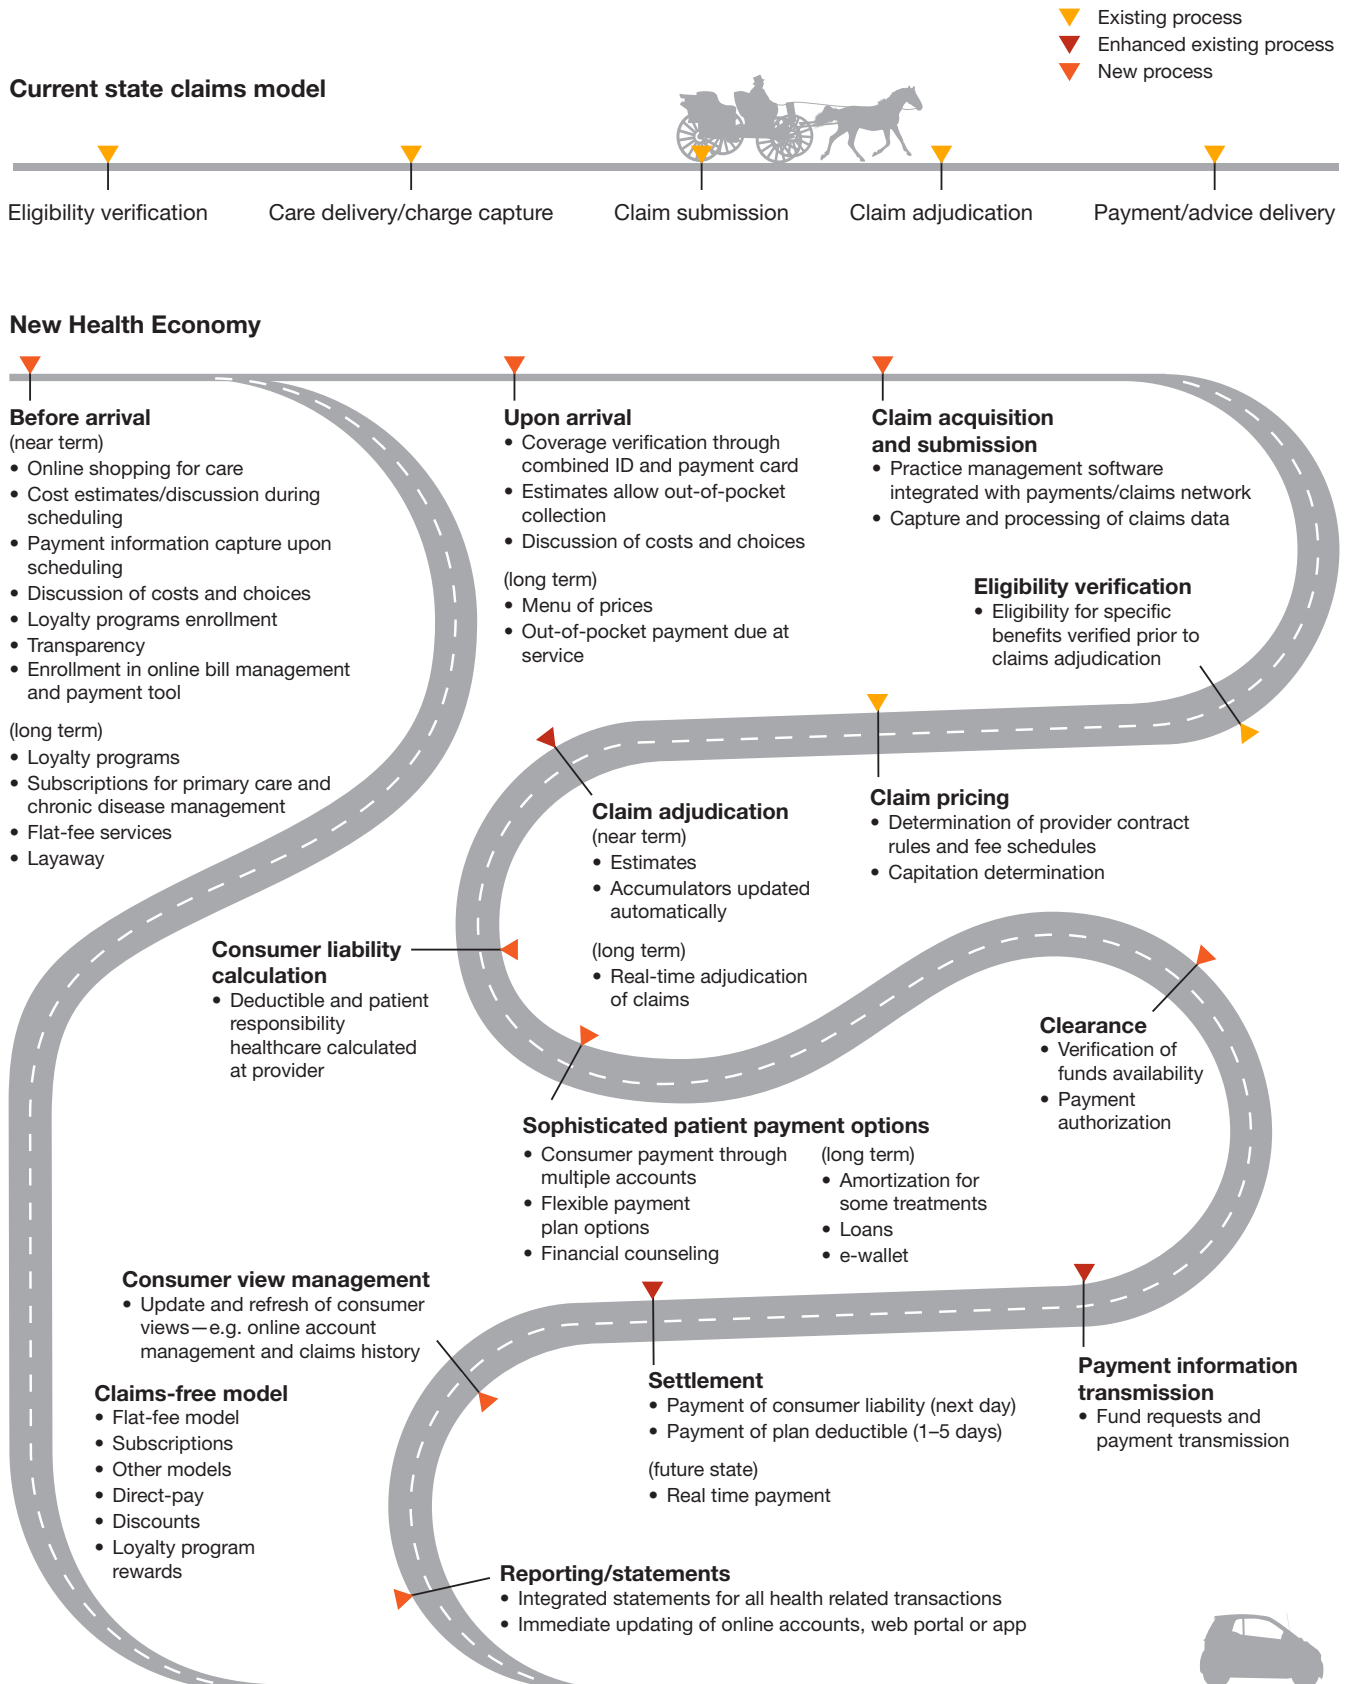 Existing process
Enhanced existing process
New process
Current state claims model
Eligibility verification
Care delivery/charge capture
Claim submission
Claim adjudication
Payment/advice delivery
New Health Economy
Before arrival
(near term)
• Online shopping for care
• Cost estimates/discussion during
scheduling
• Payment information capture upon
scheduling
• Discussion of costs and choices
• Loyalty programs enrollment
• Transparency
• Enrollment in online bill management
and payment tool
(long term)
• Loyalty programs
• Subscriptions for primary care and
chronic disease management
• Flat-fee services
• Layaway
Upon arrival
• Coverage verification through
combined ID and payment card
• Estimates allow out-of-pocket
collection
• Discussion of costs and choices
(long term)
• Menu of prices
• Out-of-pocket payment due at
service
Claim acquisition
and submission
• Practice management software
integrated with payments/claims network
• Capture and processing of claims data
Eligibility verification
• Eligibility for specific
benefits verified prior to
claims adjudication
Claim pricing
• Determination of provider contract
rules and fee schedules
• Capitation determination
Claim adjudication
(near term)
• Estimates
• Accumulators updated
automatically
(long term)
• Real-time adjudication
of claims
Consumer liability
calculation
• Deductible and patient
responsibility
healthcare calculated
at provider
Sophisticated patient payment options
• Consumer payment through
multiple accounts
• Flexible payment
plan options
• Financial counseling
(long term)
• Amortization for
some treatments
• Loans
• e-wallet
Clearance
• Verification of
funds availability
• Payment
authorization
Payment information
transmission
• Fund requests and
payment transmission
Settlement
• Payment of consumer liability (next day)
• Payment of plan deductible (1–5 days)
(future state)
• Real time payment
Consumer view management
• Update and refresh of consumer
views—e.g. online account
management and claims history
Claims-free model
• Flat-fee model
• Subscriptions
• Other models
• Direct-pay
• Discounts
• Loyalty program
rewards
Reporting/statements
• Integrated statements for all health related transactions
• Immediate updating of online accounts, web portal or app